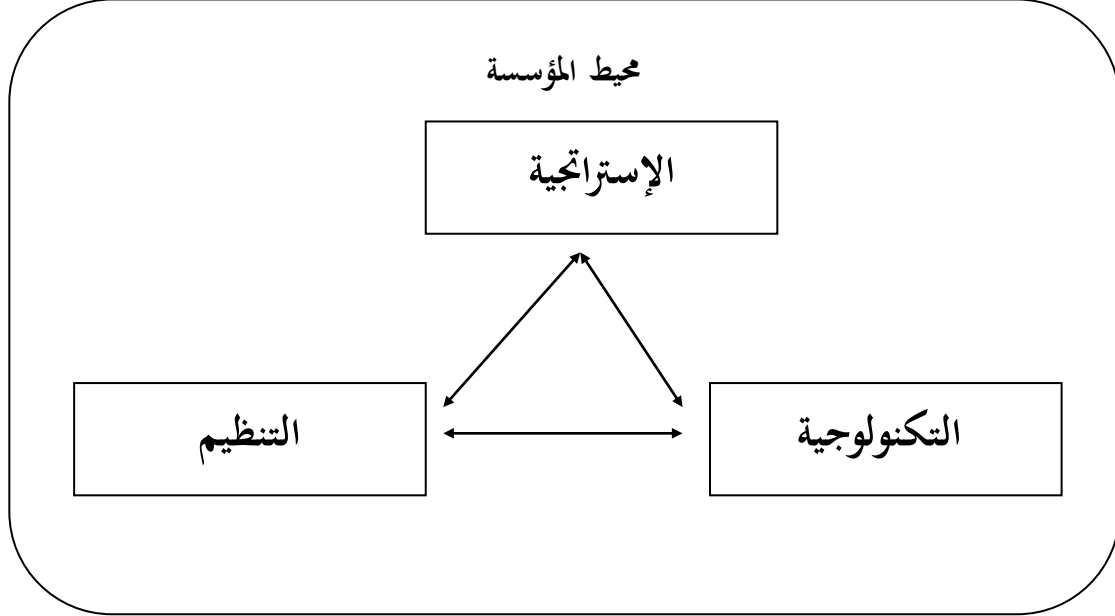 محيط المؤسسة
الإستراتجية
التكنولوجية
التنظيم